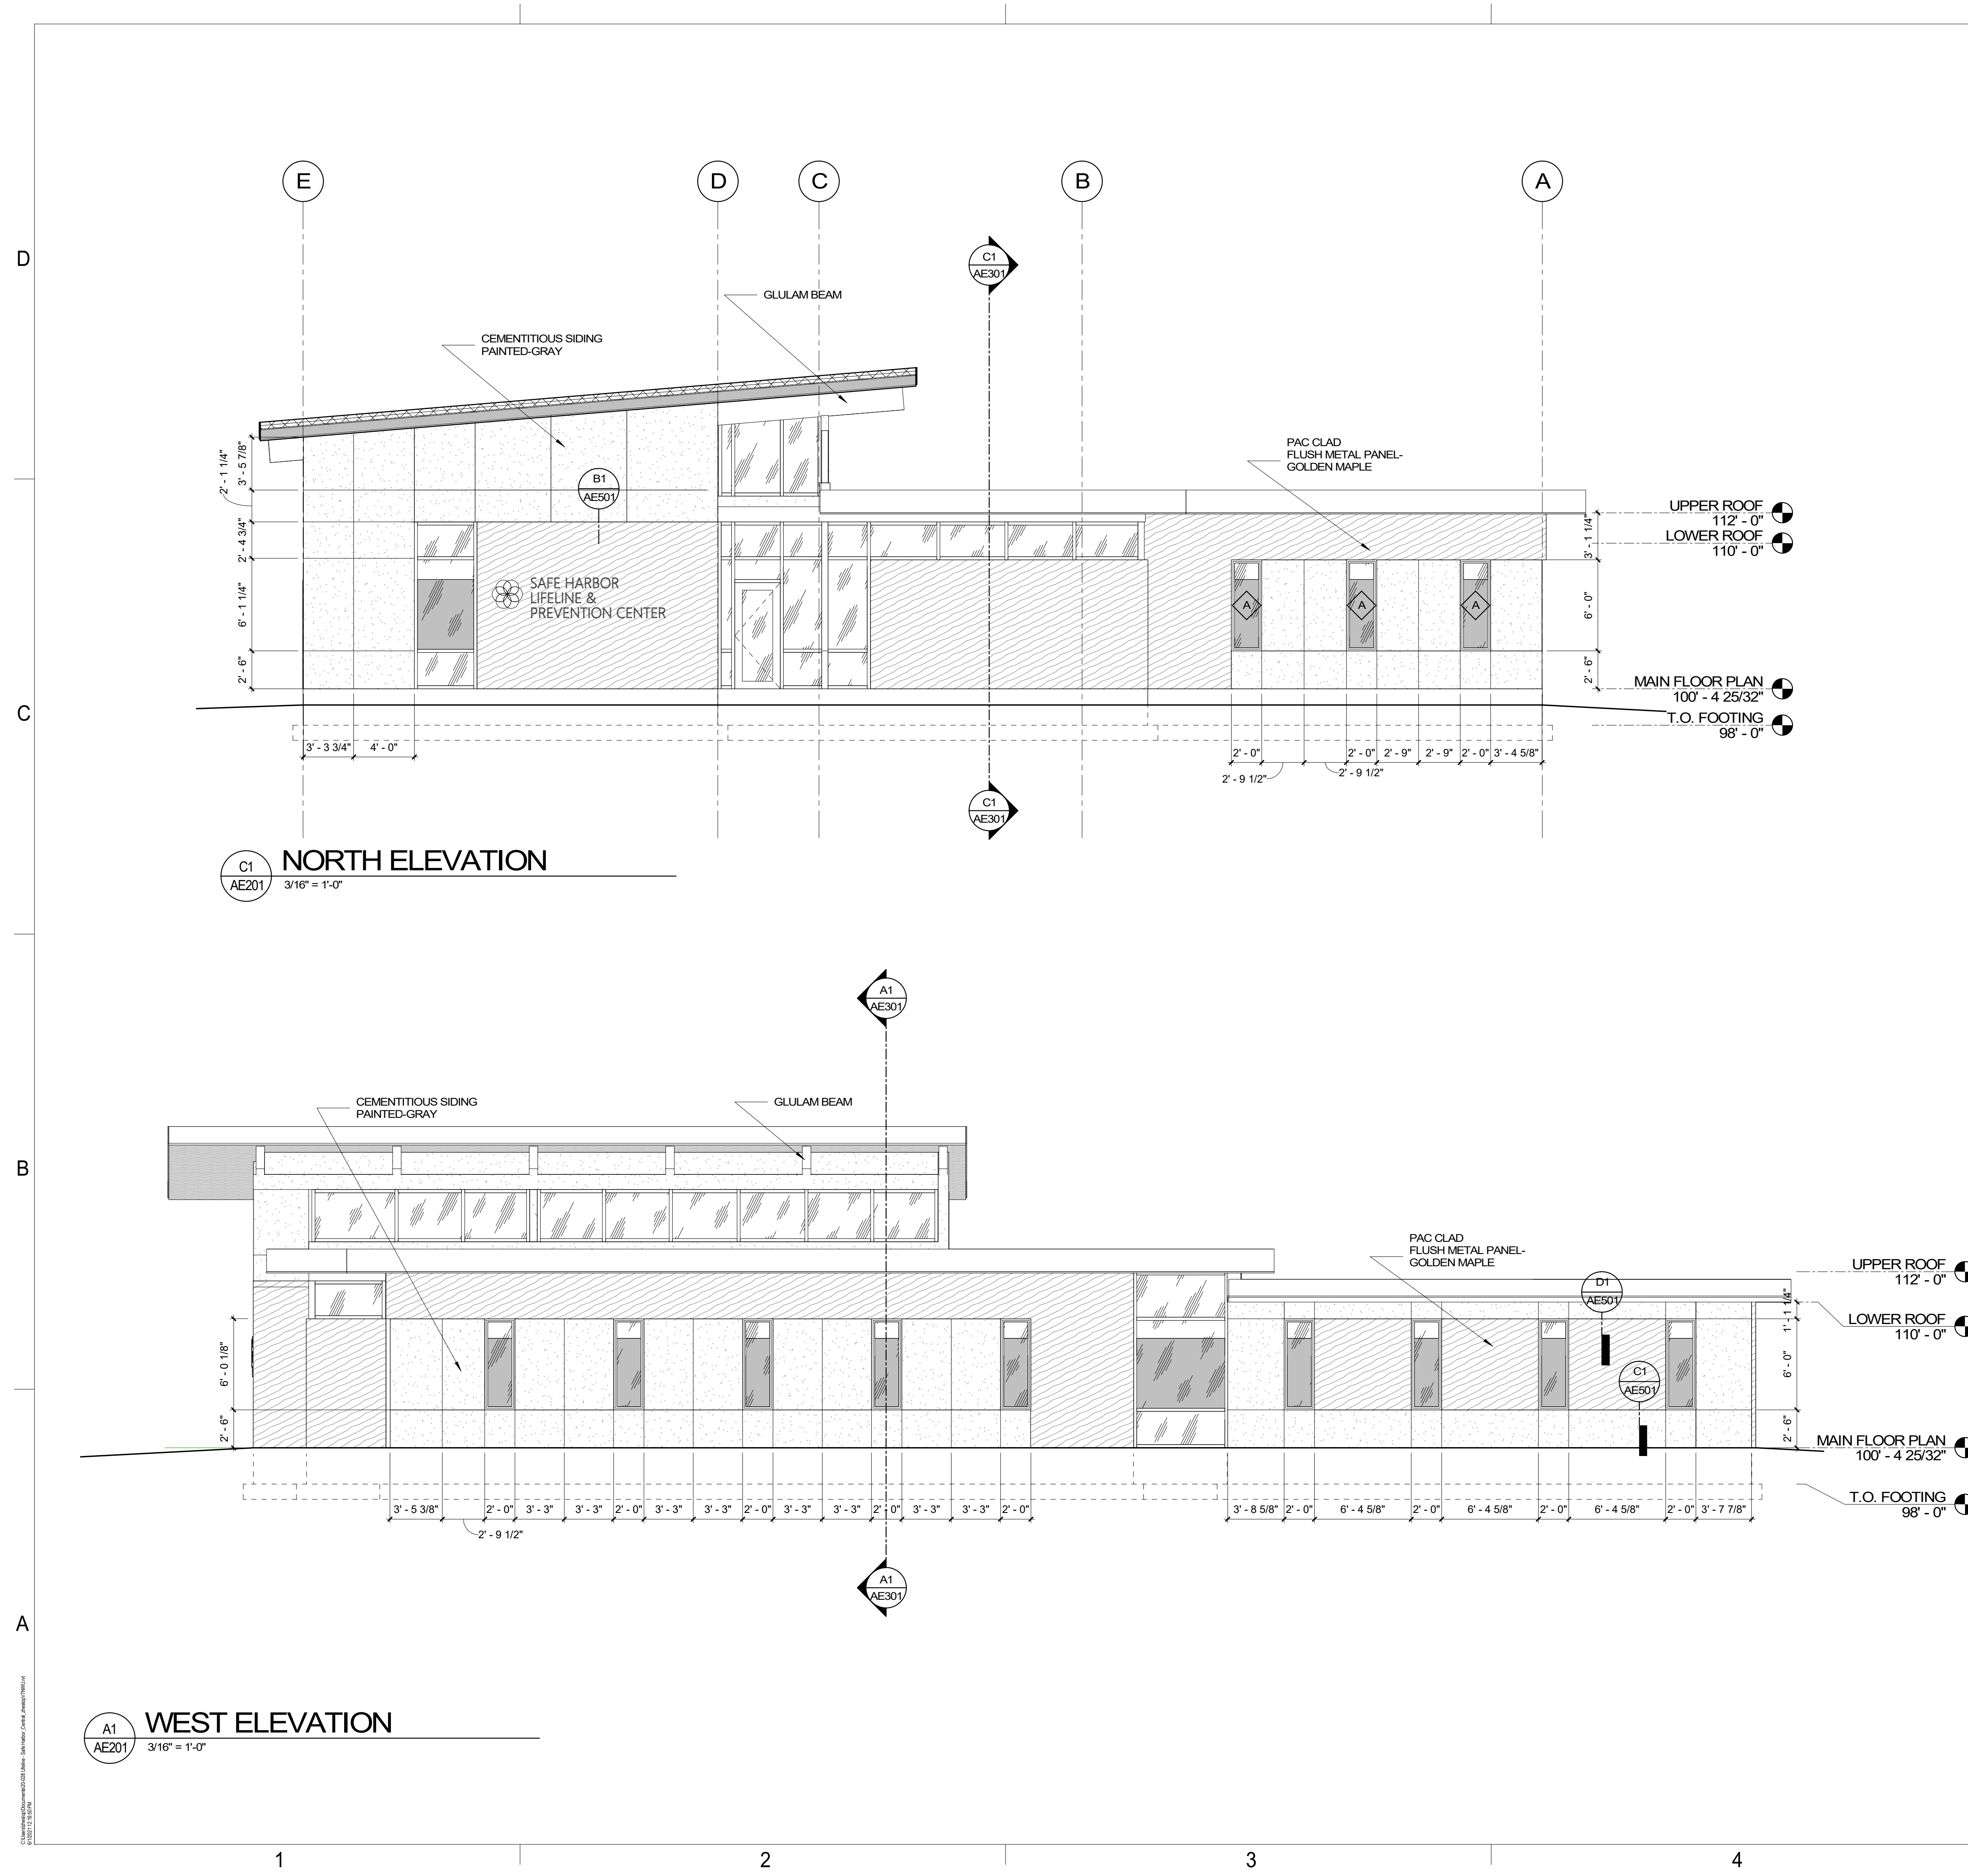 E
D
C
B
A
D
C1
AE301
GLULAM BEAM
CEMENTITIOUS SIDING
PAINTED-GRAY
PAC CLAD
FLUSH METAL PANEL-
GOLDEN MAPLE
B1
AE501
2' - 1 1/4"
3' - 5 7/8"
2' - 4 3/4"
6' - 1 1/4"
2' - 6"
SAFE HARBOR
LIFELINE &
PREVENTION CENTER
A
A
A
3' - 1 1/4"
6' - 0"
2' - 6"
UPPER ROOF
112' - 0"
LOWER ROOF
110' - 0"
MAIN FLOOR PLAN
100' - 4 25/32"
T.O. FOOTING
98' - 0"
C
3' - 3 3/4"
4' - 0"
2' - 0"
2' - 0"
2' - 9"
2' - 9"
2' - 0"
3' - 4 5/8"
2' - 9 1/2"
2' - 9 1/2"
C1
AE301
C1
AE201
NORTH ELEVATION
3/16" = 1'-0"
A1
AE301
CEMENTITIOUS SIDING
PAINTED-GRAY
GLULAM BEAM
B
PAC CLAD
FLUSH METAL PANEL-
GOLDEN MAPLE
D1
AE501
C1
AE501
UPPER ROOF
112' - 0"
LOWER ROOF
110' - 0"
MAIN FLOOR PLAN
100' - 4 25/32"
T.O. FOOTING
98' - 0"
1' - 1 1/4"
6' - 0"
2' - 6"
6' - 0 1/8"
2' - 6"
3' - 5 3/8"
2' - 0"
3' - 3"
3' - 3"
2' - 0"
3' - 3"
3' - 3"
2' - 0"
3' - 3"
3' - 3"
2' - 0"
3' - 3"
3' - 3"
2' - 0"
3' - 8 5/8"
2' - 0"
6' - 4 5/8"
2' - 0"
6' - 4 5/8"
2' - 0"
6' - 4 5/8"
2' - 0"
3' - 7 7/8"
2' - 9 1/2"
A1
AE301
A
A1
AE201
WEST ELEVATION
3/16" = 1'-0"
1
2
3
4